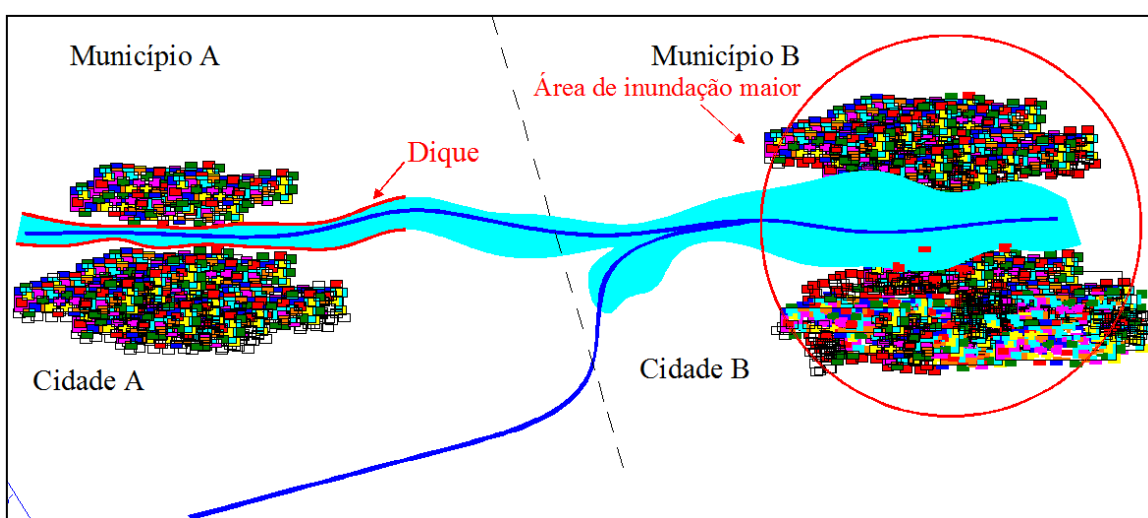 Município A
Município B
Área de inundação maior
Dique
Cidade A
Cidade B